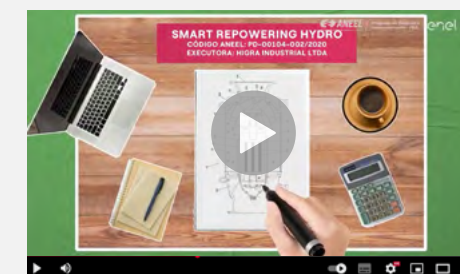 ANEEL
enel
SMART REPOWERING HYDRO
CÓDIGO ANEEL: PD-00104-002/2020
EXECUTORA: HIGRA INDUSTRIAL LTDA